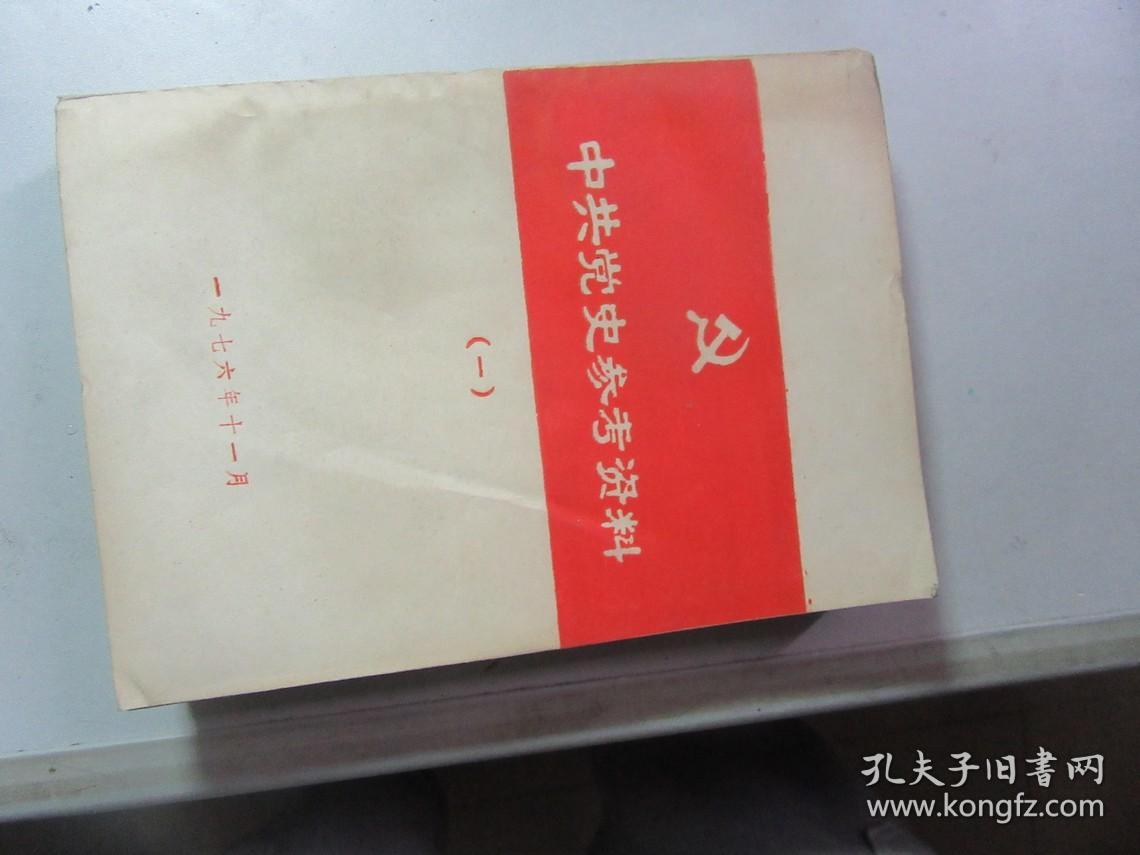 中共党史参考资料
（一）
一九七六年十一月
孔夫子旧書网
www.kongfz.com